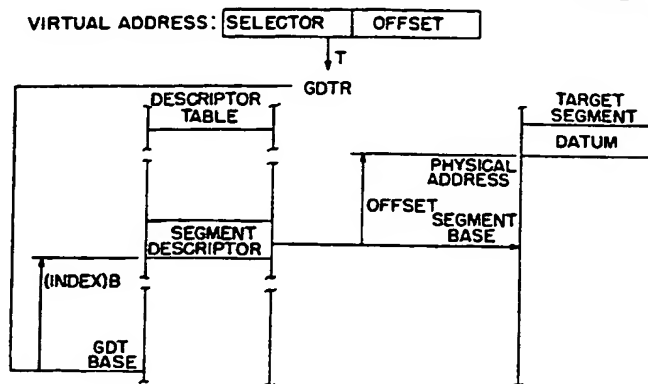 VIRTUAL ADDRESS: SELECTOR OFFSET
T
GDTR
DESCRIPTOR
TABLE
TARGET
SEGMENT
DATUM
PHYSICAL
ADDRESS
OFFSET
SEGMENT
BASE
SEGMENT
DESCRIPTOR
(INDEX)B
GDT
BASE